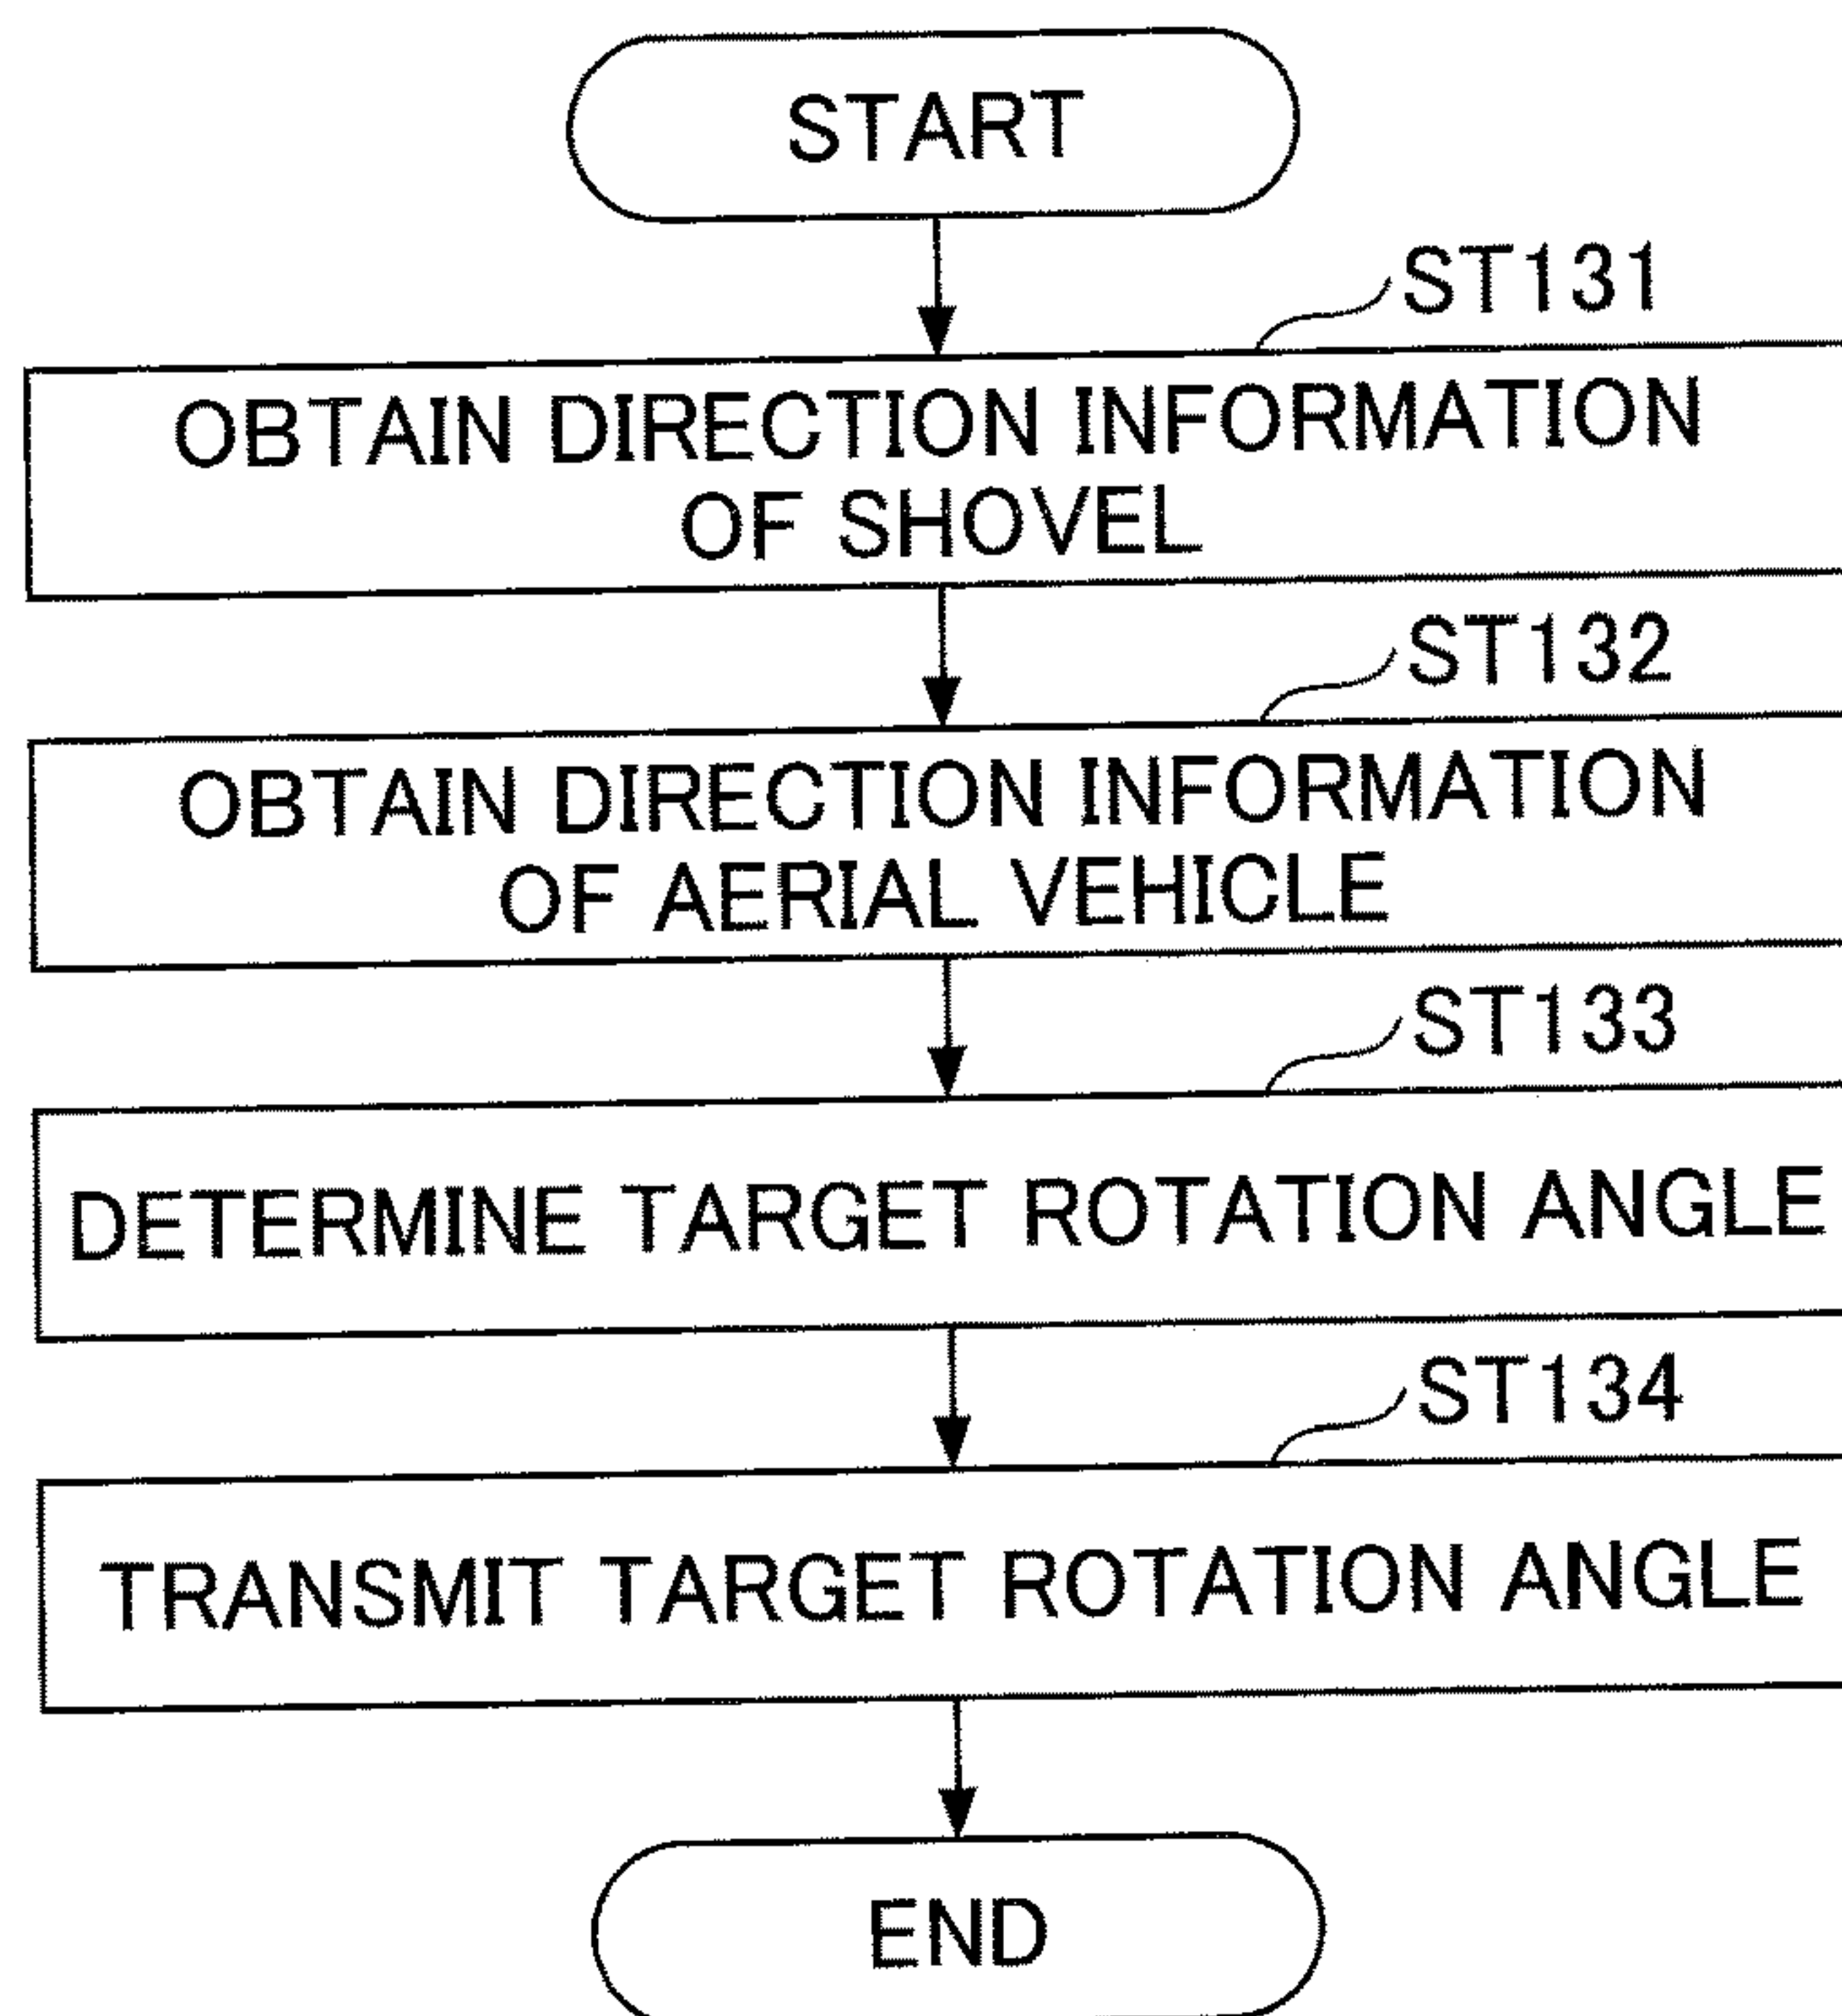 START
ST131
OBTAIN DIRECTION INFORMATION
OF SHOVEL
ST132
OBTAIN DIRECTION INFORMATION
OF AERIAL VEHICLE
ST133
DETERMINE TARGET ROTATION ANGLE
ST134
TRANSMIT TARGET ROTATION ANGLE
END